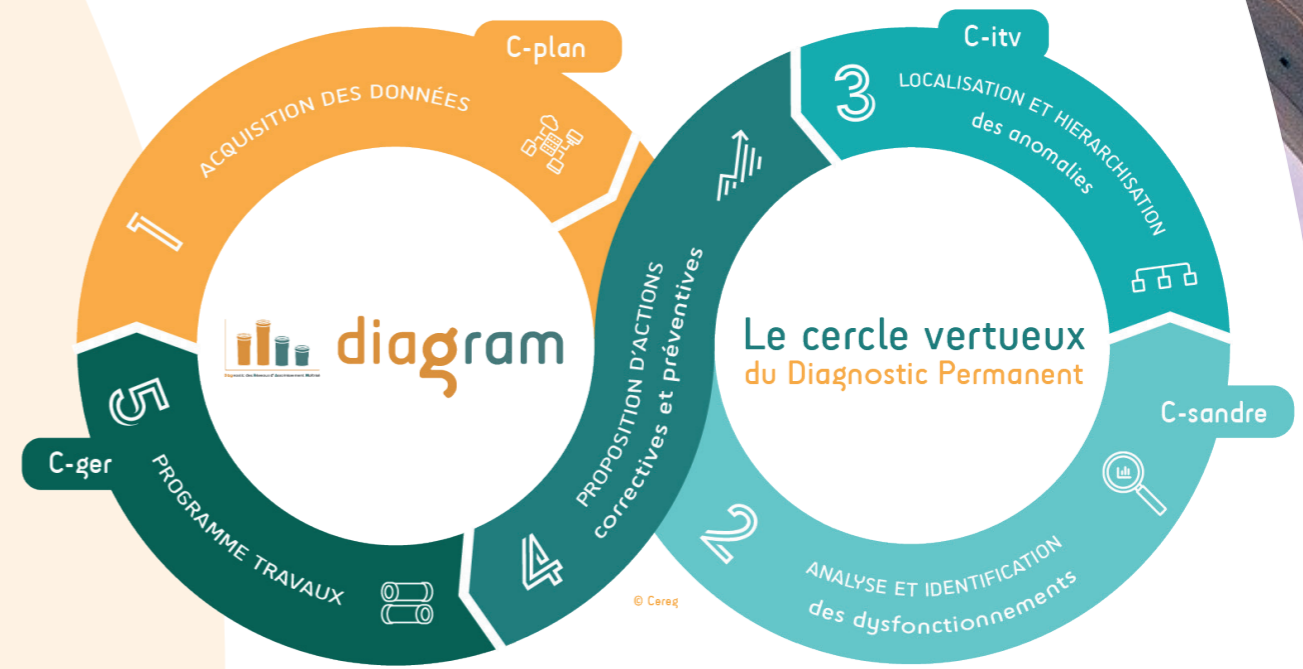 C-plan
1
ACQUISITION DES DONNÉES
C-sandre
2
ANALYSE ET IDENTIFICATION
des dysfonctionnements
C-itv
3
LOCALISATION ET HIERARCHISATION
des anomalies
4
PROPOSITION D'ACTIONS
correctives et préventives
C-ger
5
PROGRAMME TRAVAUX
diagram
Le cercle vertueux
du Diagnostic Permanent
© Cereg